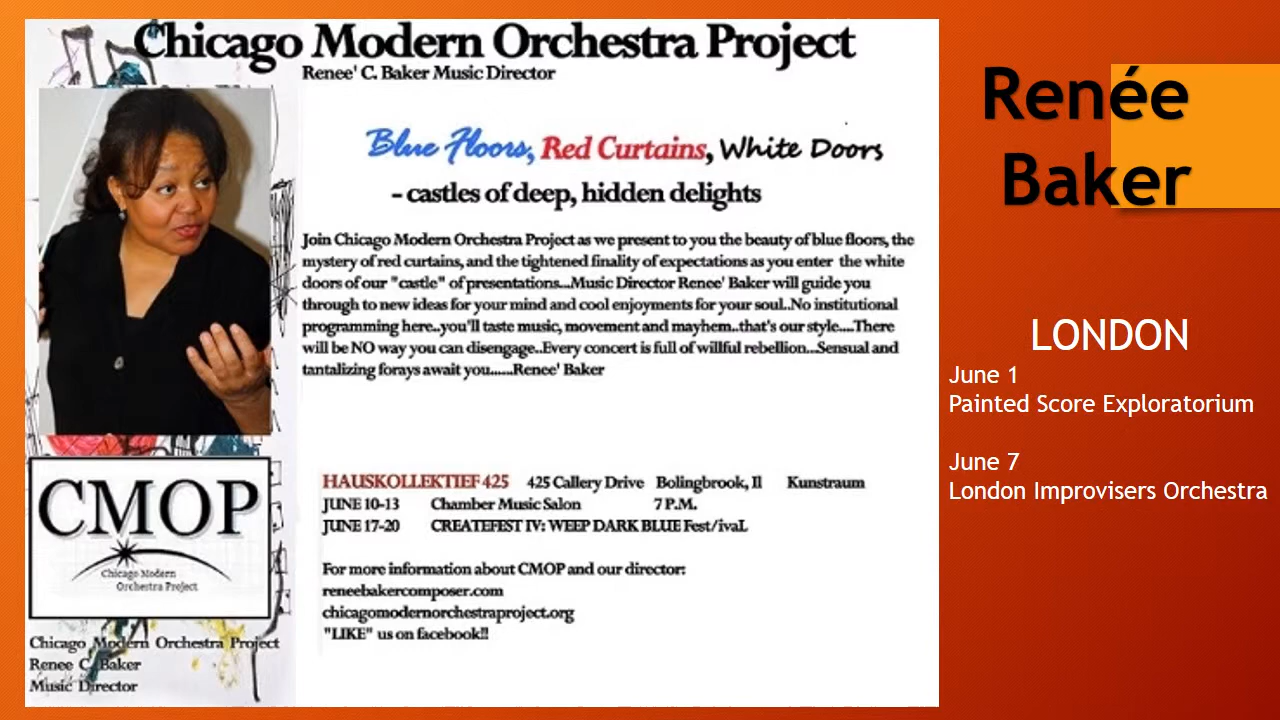 Chicago Modern Orchestra Project
Renee' C. Baker Music Director
Blue Floors, Red Curtains, White Doors
- castles of deep, hidden delights
Join Chicago Modern Orchestra Project as we present to you the beauty of blue floors, the
mystery of red curtains, and the tightened finality of expectations as you enter the white
doors of our "castle" of presentations...Music Director Renee' Baker will guide you
through to new ideas for your mind and cool enjoyments for your soul..No institutional
programming here..you'll taste music, movement and mayhem..that's our style....There
will be NO way you can disengage..Every concert is full of willful rebellion...Sensual and
tantalizing forays await you......Renee' Baker
HAUSKOLLEKTIEF 425 425 Callery Drive Bolingbrook, Il Kunstraum
JUNE 10-13 Chamber Music Salon 7 P.M.
JUNE 17-20 CREATEFEST IV: WEEP DARK BLUE Fest/ivaL
For more information about CMOP and our director:
reneebakercomposer.com
chicagomodernorchestraproject.org
"LIKE" us on facebook!!
CMOP
Chicago Modern
Orchestra Project
Chicago Modern Orchestra Project
Renee C. Baker
Music Director
Renée
Baker
LONDON
June 1
Painted Score Exploratorium
June 7
London Improvisers Orchestra